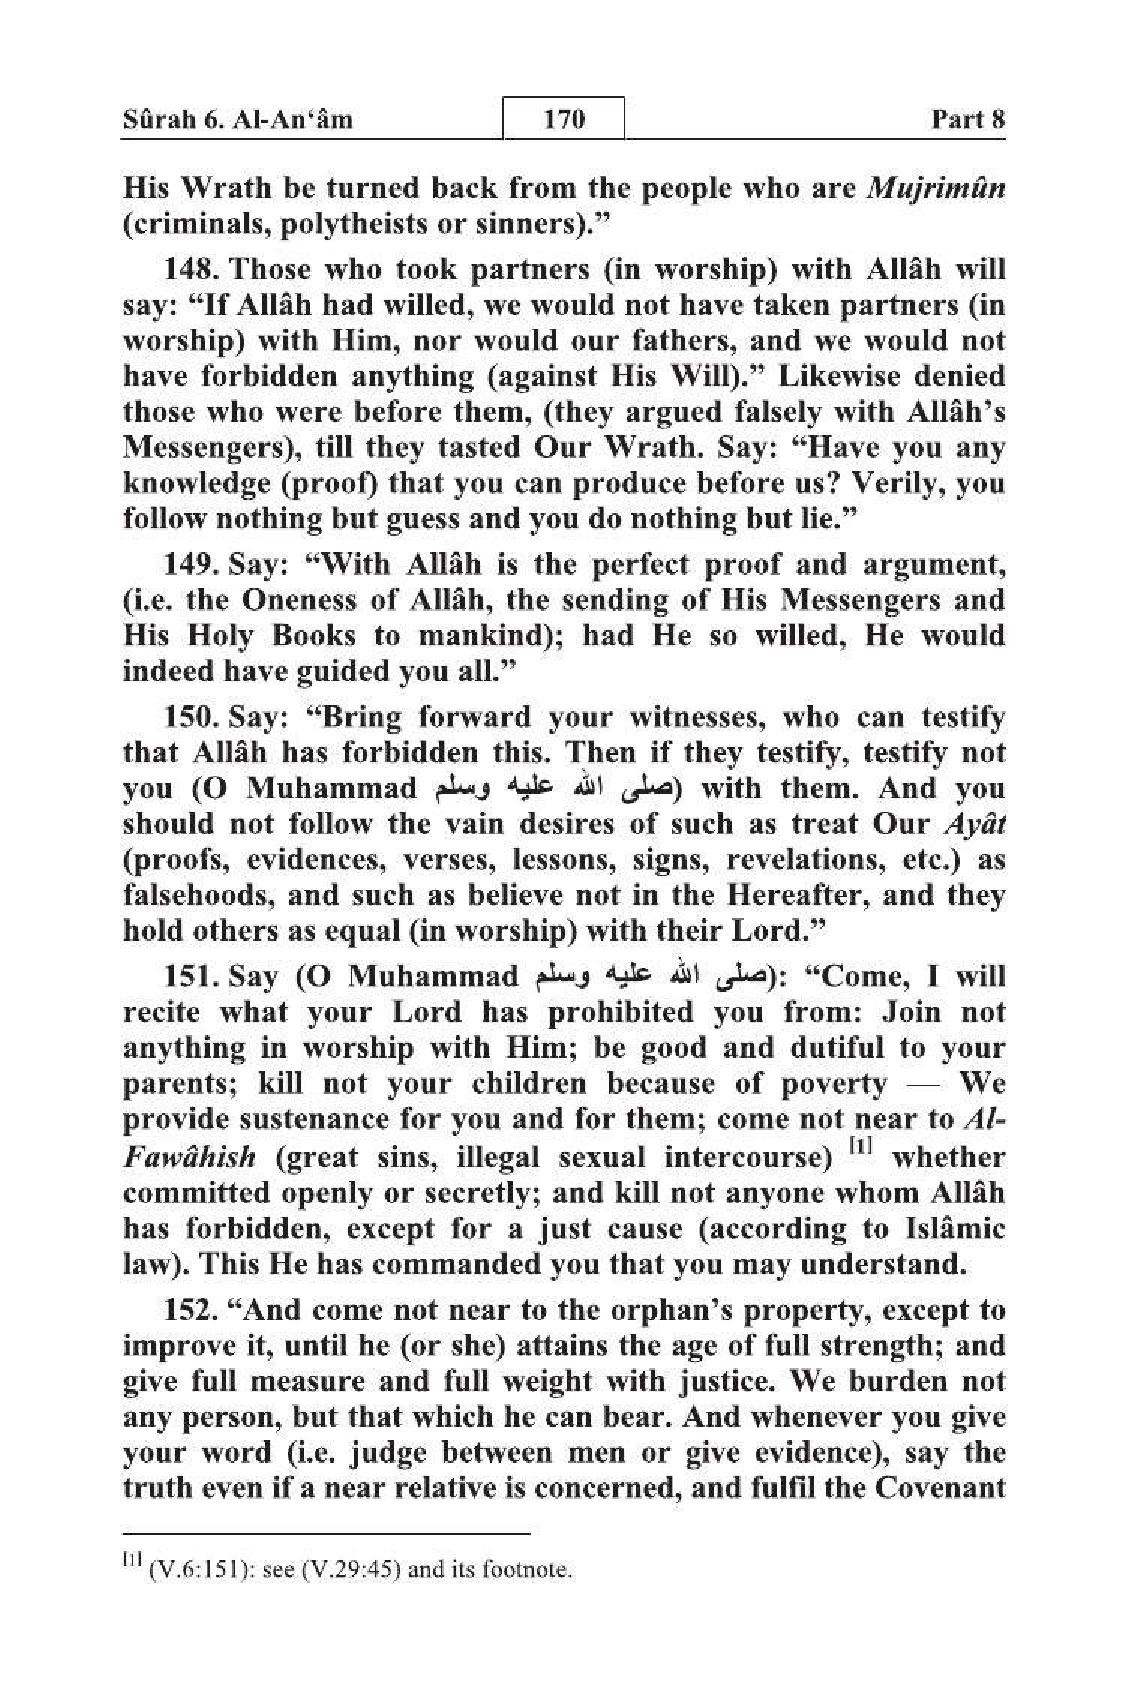 Sûrah 6. Al-An‘âm 170 Part 8
His Wrath be turned back from the people who are Mujrimûn
(criminals, polytheists or sinners).”
148. Those who took partners (in worship) with Allâh will
say: “If Allâh had willed, we would not have taken partners (in
worship) with Him, nor would our fathers, and we would not
have forbidden anything (against His Will).” Likewise denied
those who were before them, (they argued falsely with Allâh’s
Messengers), till they tasted Our Wrath. Say: “Have you any
knowledge (proof) that you can produce before us? Verily, you
follow nothing but guess and you do nothing but lie.”
149. Say: “With Allâh is the perfect proof and argument,
(i.e. the Oneness of Allâh, the sending of His Messengers and
His Holy Books to mankind); had He so willed, He would
indeed have guided you all.”
150. Say: “Bring forward your witnesses, who can testify
that Allâh has forbidden this. Then if they testify, testify not
you (O Muhammad صلى الله عليه وسلم) with them. And you
should not follow the vain desires of such as treat Our Ayât
(proofs, evidences, verses, lessons, signs, revelations, etc.) as
falsehoods, and such as believe not in the Hereafter, and they
hold others as equal (in worship) with their Lord.”
151. Say (O Muhammad صلى الله عليه وسلم): “Come, I will
recite what your Lord has prohibited you from: Join not
anything in worship with Him; be good and dutiful to your
parents; kill not your children because of poverty — We
provide sustenance for you and for them; come not near to Al-
Fawâhish (great sins, illegal sexual intercourse) [1] whether
committed openly or secretly; and kill not anyone whom Allâh
has forbidden, except for a just cause (according to Islâmic
law). This He has commanded you that you may understand.
152. “And come not near to the orphan’s property, except to
improve it, until he (or she) attains the age of full strength; and
give full measure and full weight with justice. We burden not
any person, but that which he can bear. And whenever you give
your word (i.e. judge between men or give evidence), say the
truth even if a near relative is concerned, and fulfil the Covenant
[1] (V.6:151): see (V.29:45) and its footnote.